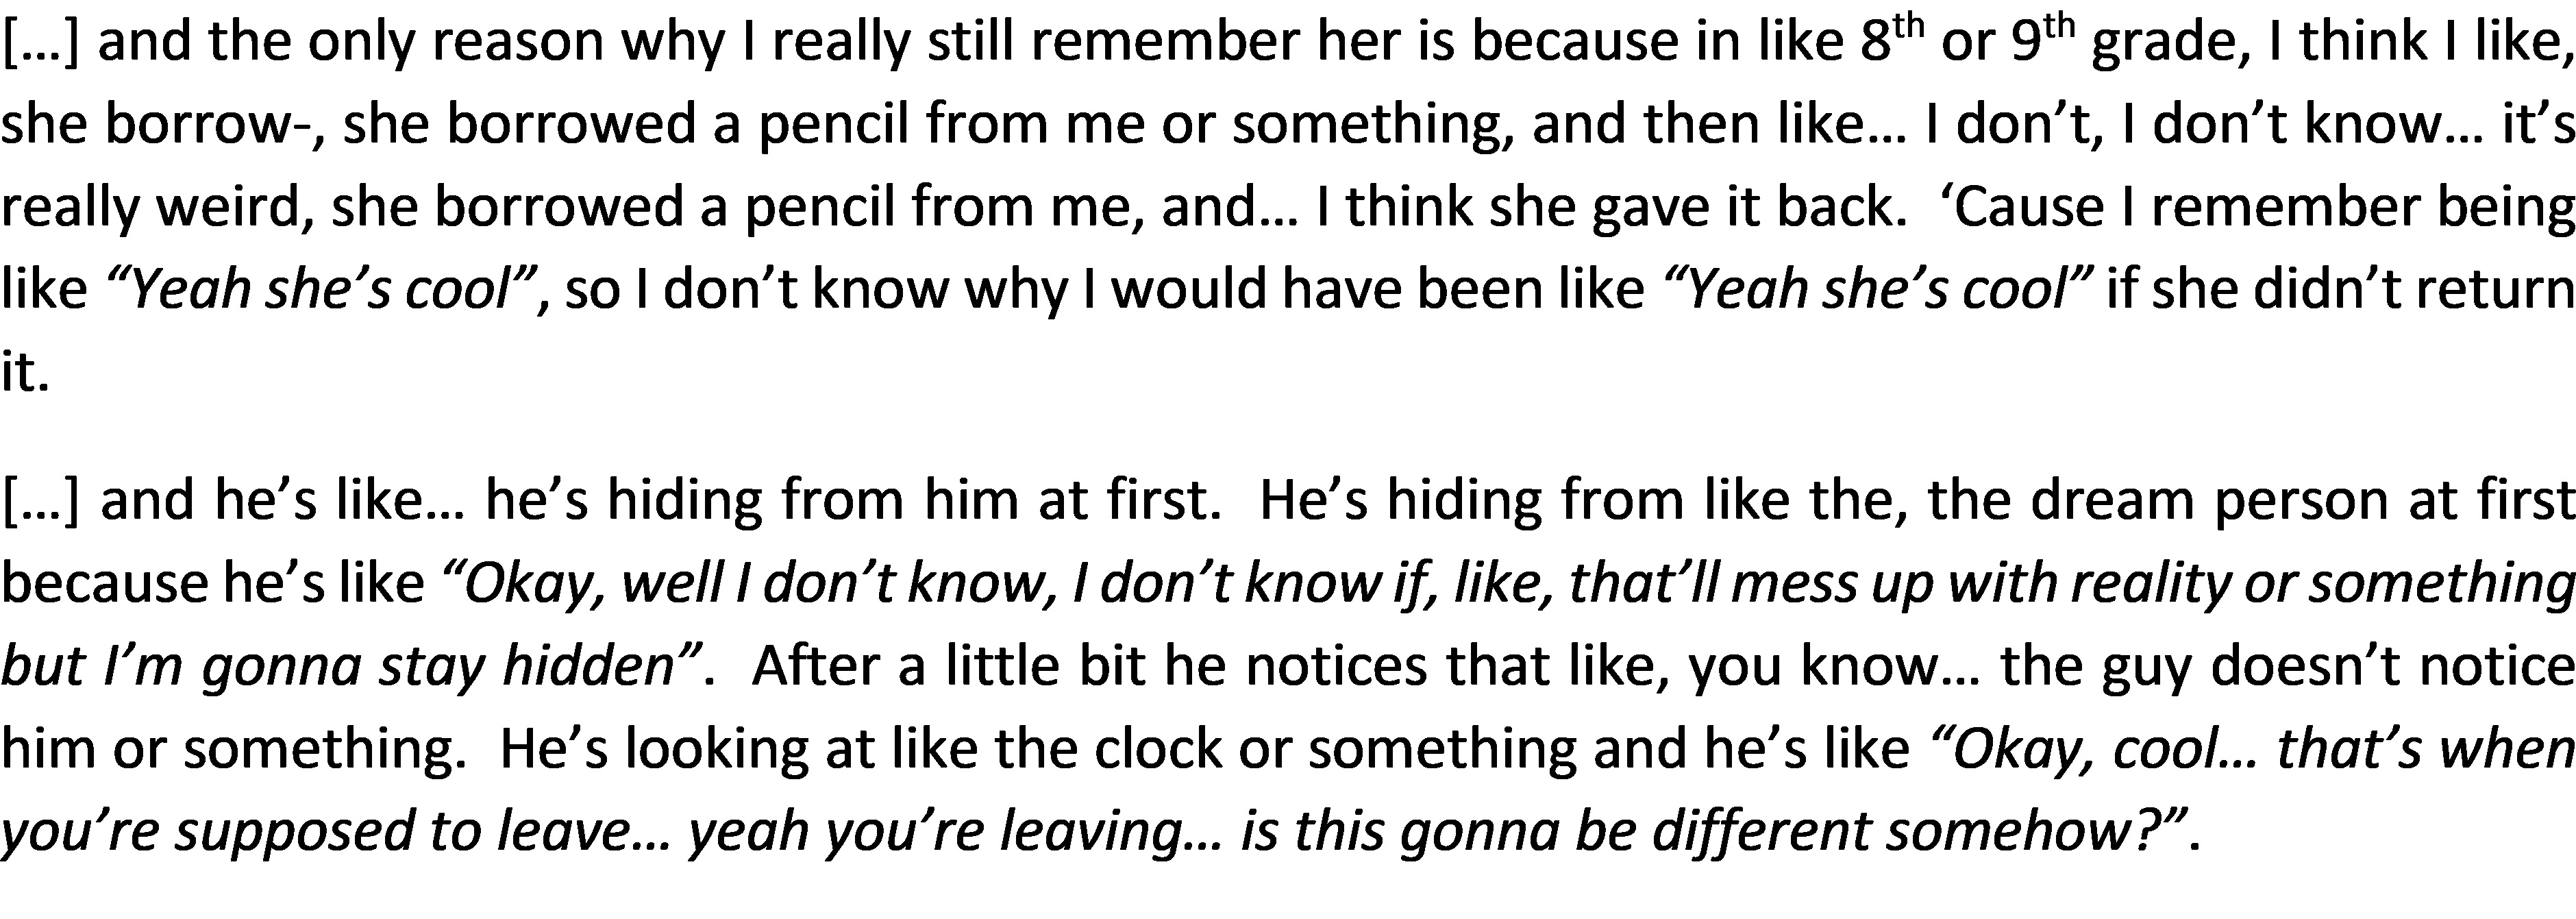 […] and the only reason why I really still remember her is because in like 8th or 9th grade, I think I like,
she borrow-, she borrowed a pencil from me or something, and then like… I don’t, I don’t know… it’s
really weird, she borrowed a pencil from me, and… I think she gave it back.  ‘Cause I remember being
like “Yeah she’s cool”, so I don’t know why I would have been like “Yeah she’s cool” if she didn’t return
it.
[…] and he’s like… he’s hiding from him at first.  He’s hiding from like the, the dream person at first
because he’s like “Okay, well I don’t know, I don’t know if, like, that’ll mess up with reality or something
but I’m gonna stay hidden”.  After a little bit he notices that like, you know… the guy doesn’t notice
him or something.  He’s looking at like the clock or something and he’s like “Okay, cool… that’s when
you’re supposed to leave… yeah you’re leaving… is this gonna be different somehow?”.